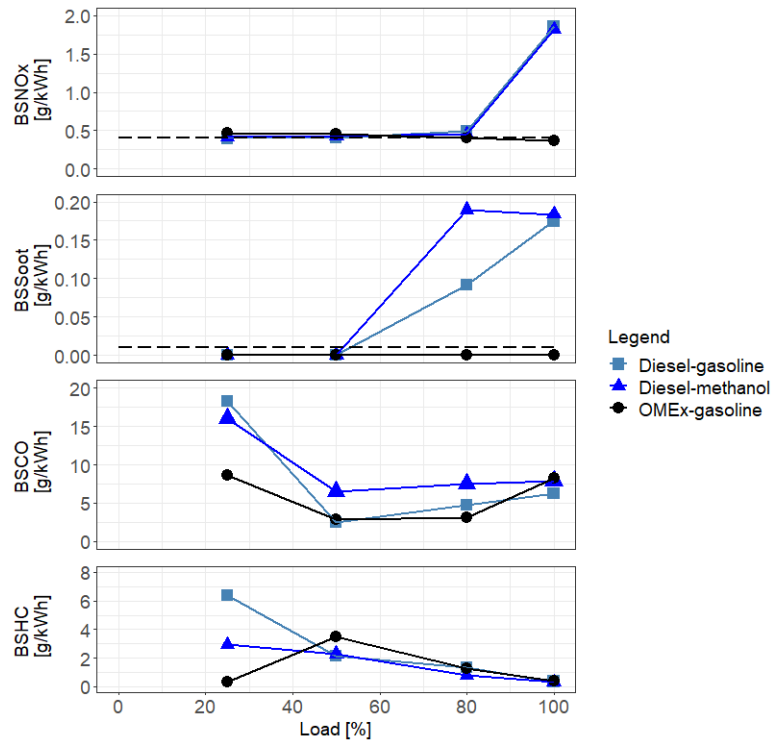 BSNOx
[g/kWh]
2.0
1.5
1.0
0.5
0.0
BSSoot
[g/kWh]
0.20
0.15
0.10
0.05
0.00
BSCO
[g/kWh]
20
15
10
5
0
BSHC
[g/kWh]
8
6
4
2
0
0 20 40 60 80 100
Load [%]
Legend
Diesel-gasoline
Diesel-methanol
OMEx-gasoline